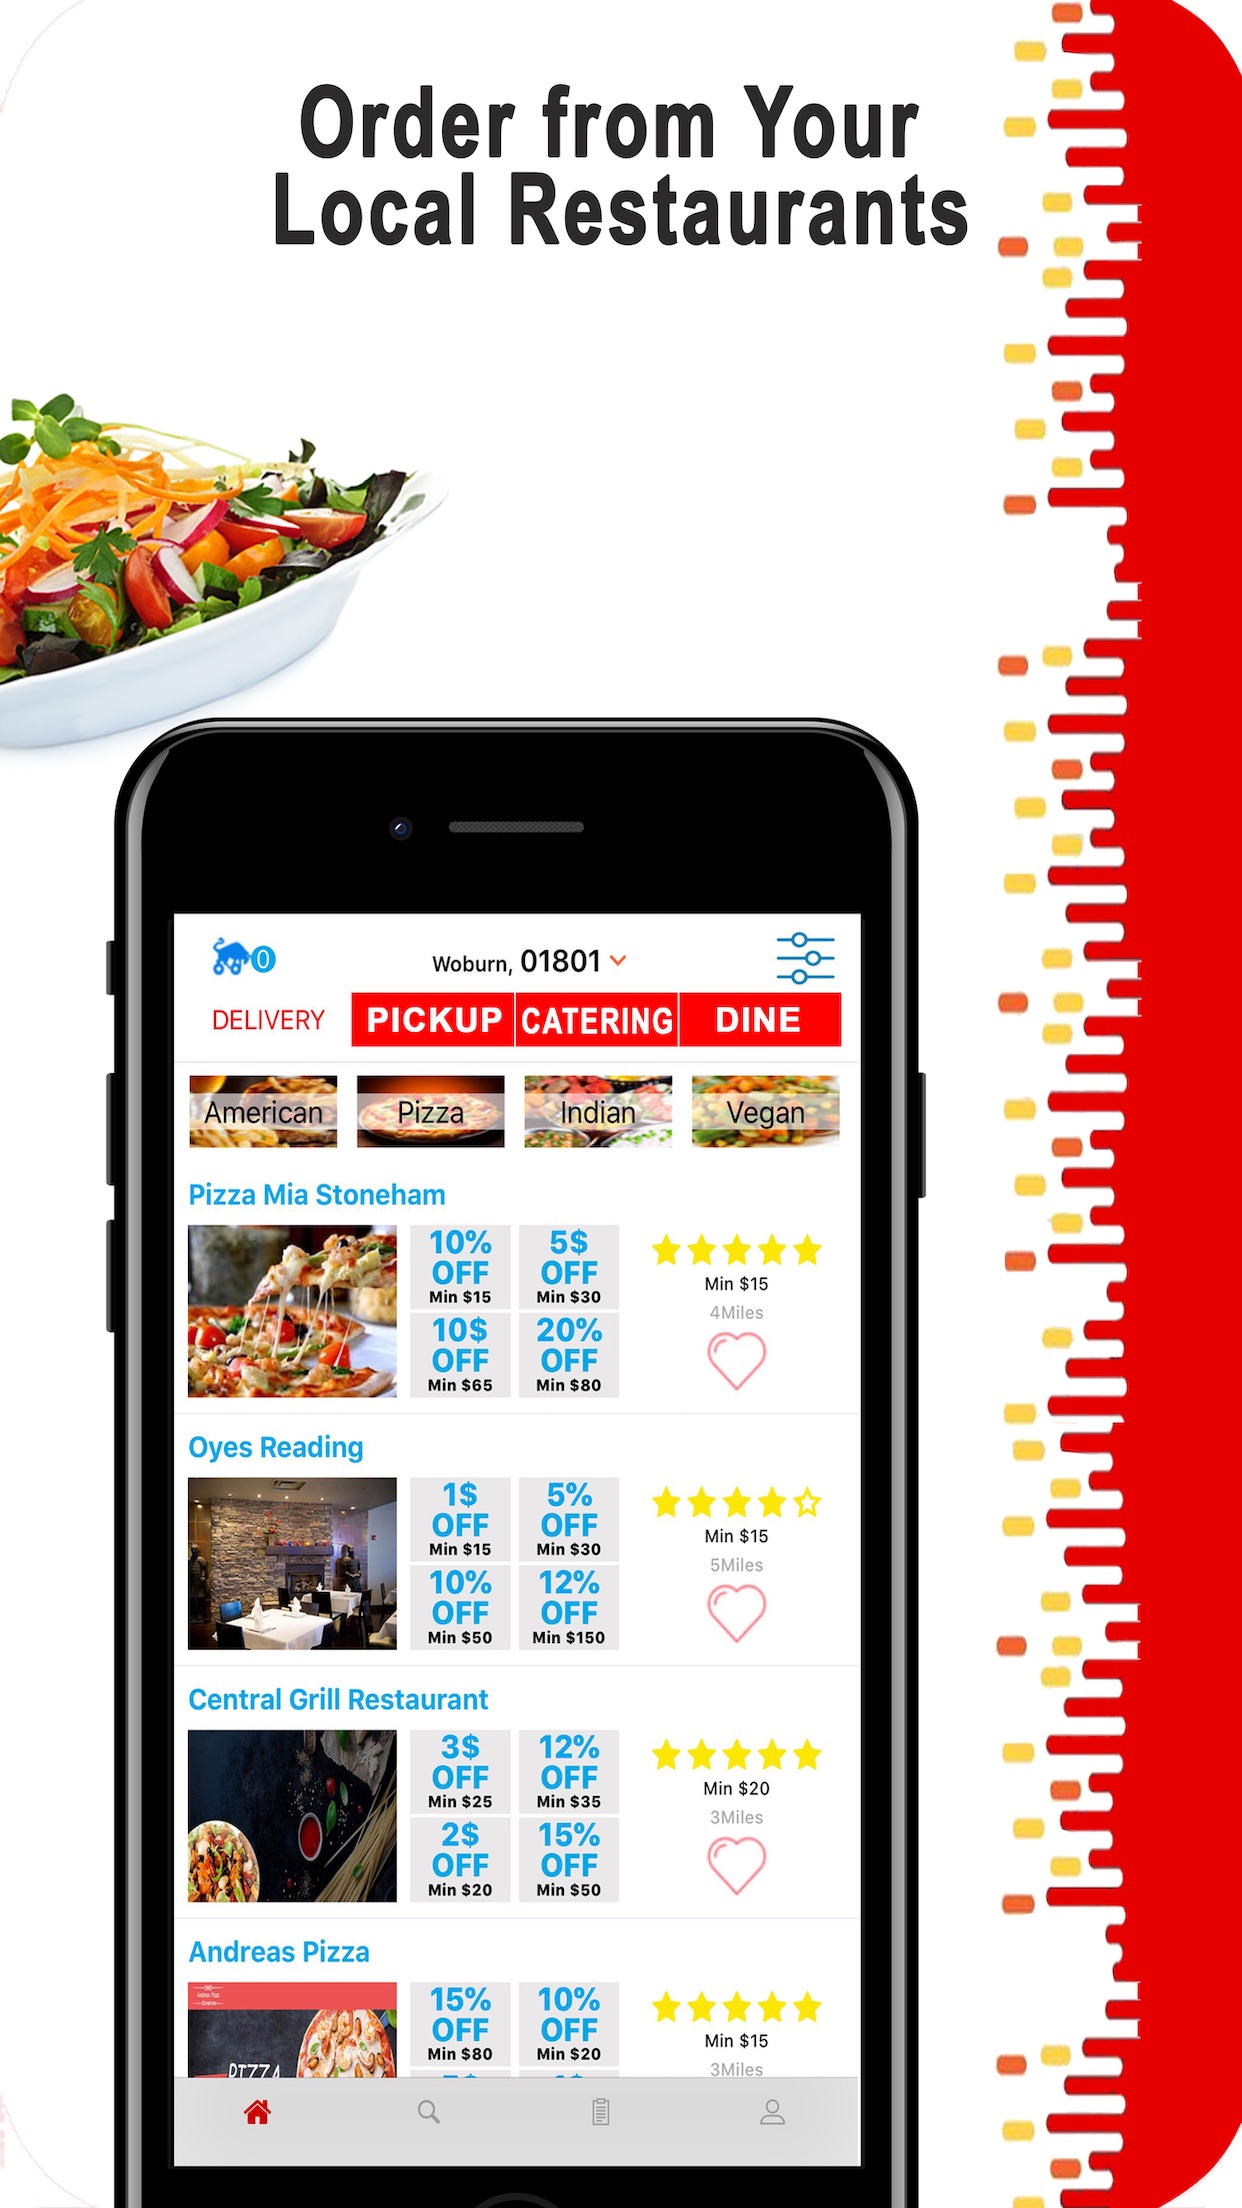 Order from Your
Local Restaurants
0
Woburn, 01801
DELIVERY PICKUP CATERING DINE
American Pizza Indian Vegan
Pizza Mia Stoneham
10% OFF Min $15
5$ OFF Min $30
10$ OFF Min $65
20% OFF Min $80
Min $15
4Miles
Oyes Reading
1$ OFF Min $15
5% OFF Min $30
10% OFF Min $50
12% OFF Min $150
Min $15
5Miles
Central Grill Restaurant
3$ OFF Min $25
12% OFF Min $35
2$ OFF Min $20
15% OFF Min $50
Min $20
3Miles
Andreas Pizza
Andreas Pizza
PIZZA
15% OFF Min $80
10% OFF Min $20
Min $15
3Miles